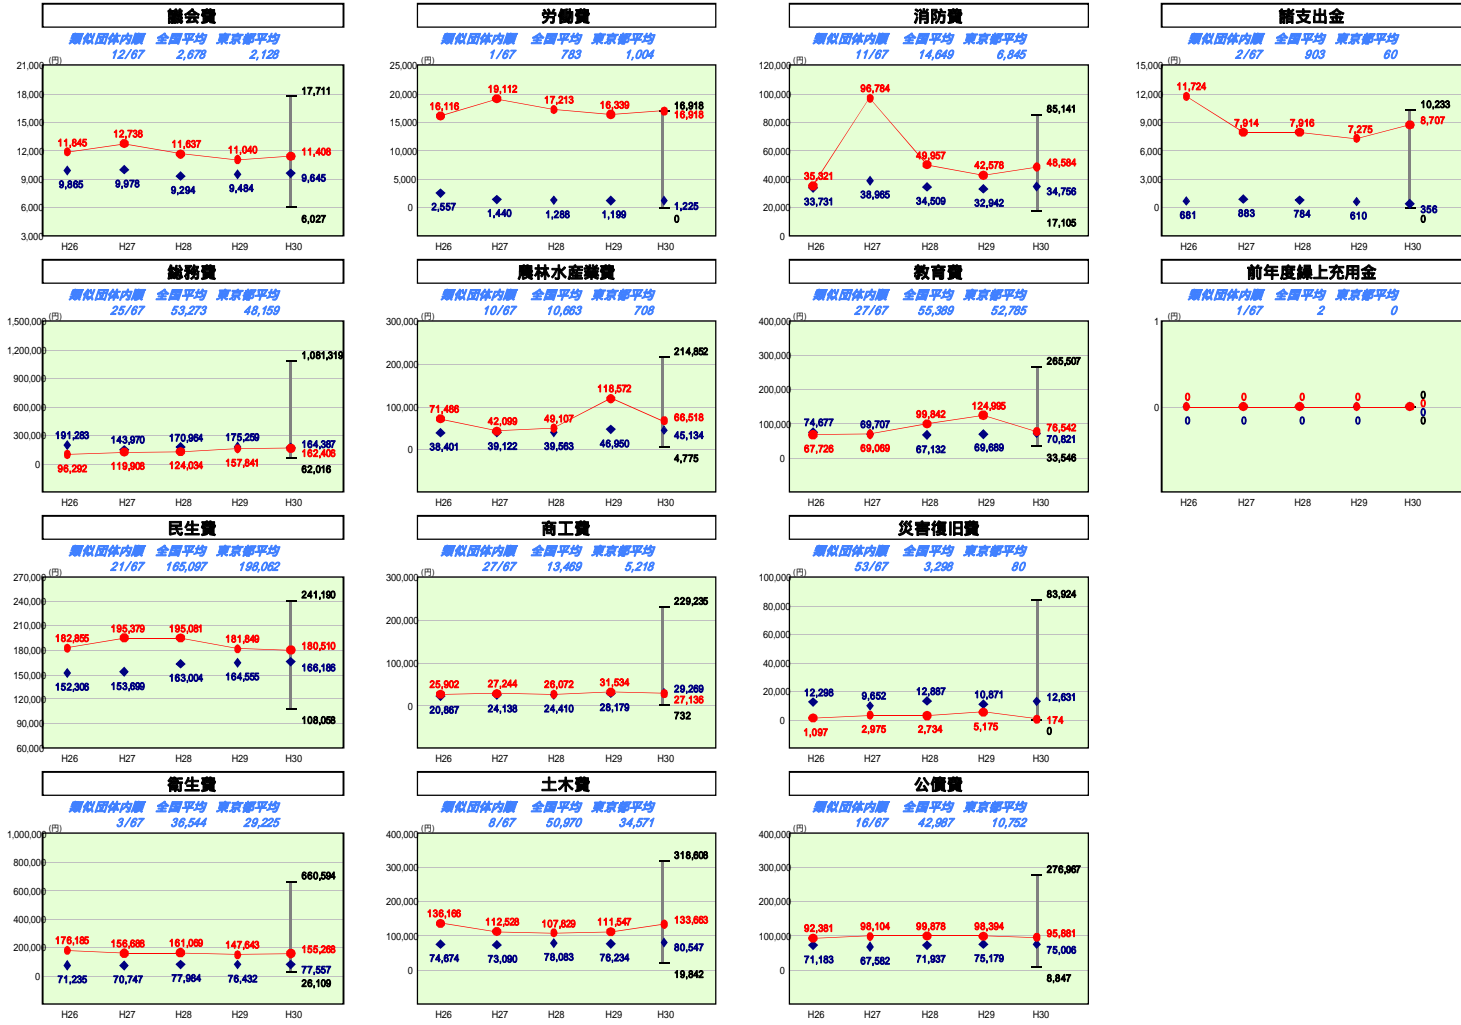 議会費
類似団体内順 全国平均 東京都平均
12/67 2,678 2,128
(円)
21,000
18,000
15,000
12,000
9,000
6,000
3,000
11,845 12,736 11,637 11,040 11,408
9,865 9,978 9,294 9,484 9,645
17,711
6,027
H26 H27 H28 H29 H30
労働費
類似団体内順 全国平均 東京都平均
1/67 783 1,004
(円)
25,000
20,000
15,000
10,000
5,000
0
16,116 19,112 17,213 16,339 16,918
2,557 1,440 1,288 1,199 1,225
16,918
0
H26 H27 H28 H29 H30
消防費
類似団体内順 全国平均 東京都平均
11/67 14,649 6,845
(円)
120,000
100,000
80,000
60,000
40,000
20,000
0
35,321 96,784 49,957 42,578 48,584
33,731 38,965 34,509 32,942 34,756
85,141
17,105
H26 H27 H28 H29 H30
諸支出金
類似団体内順 全国平均 東京都平均
2/67 903 60
(円)
15,000
12,000
9,000
6,000
3,000
0
11,724 7,914 7,916 7,275 8,707
681 883 784 610 356
10,233
0
H26 H27 H28 H29 H30
総務費
類似団体内順 全国平均 東京都平均
25/67 53,273 48,159
(円)
1,500,000
1,200,000
900,000
600,000
300,000
0
191,283 143,970 170,964 175,259 164,367
96,292 119,908 124,034 157,841 162,408
1,081,319
62,016
H26 H27 H28 H29 H30
農林水産業費
類似団体内順 全国平均 東京都平均
10/67 10,663 708
(円)
300,000
200,000
100,000
0
71,486 42,099 49,107 118,572 66,518
38,401 39,122 39,563 46,950 45,134
214,852
4,775
H26 H27 H28 H29 H30
教育費
類似団体内順 全国平均 東京都平均
27/67 55,389 52,785
(円)
400,000
300,000
200,000
100,000
0
74,677 69,707 99,842 124,995 76,542
67,726 69,069 67,132 69,689 70,821
265,507
33,546
H26 H27 H28 H29 H30
前年度繰上充用金
類似団体内順 全国平均 東京都平均
1/67 2 0
(円)
1
0
0 0 0 0 0
0 0 0 0 0
0
0
H26 H27 H28 H29 H30
民生費
類似団体内順 全国平均 東京都平均
21/67 165,097 198,062
(円)
270,000
240,000
210,000
180,000
150,000
120,000
90,000
60,000
182,855 195,379 195,081 181,849 180,510
152,306 153,699 163,004 164,555 166,186
241,190
108,058
H26 H27 H28 H29 H30
商工費
類似団体内順 全国平均 東京都平均
27/67 13,469 5,218
(円)
300,000
200,000
100,000
0
25,902 27,244 26,072 31,534 29,269
20,867 24,138 24,410 28,179 27,136
229,235
732
H26 H27 H28 H29 H30
災害復旧費
類似団体内順 全国平均 東京都平均
53/67 3,298 80
(円)
100,000
80,000
60,000
40,000
20,000
0
12,298 9,652 12,887 10,871 12,631
1,097 2,975 2,734 5,175 174
83,924
0
H26 H27 H28 H29 H30
衛生費
類似団体内順 全国平均 東京都平均
3/67 36,544 29,225
(円)
1,000,000
800,000
600,000
400,000
200,000
0
176,185 156,686 161,069 147,643 155,268
71,235 70,747 77,984 76,432 77,557
660,594
26,109
H26 H27 H28 H29 H30
土木費
類似団体内順 全国平均 東京都平均
8/67 50,970 34,571
(円)
400,000
300,000
200,000
100,000
0
136,166 112,528 107,829 111,547 133,663
74,674 73,090 78,083 76,234 80,547
318,608
19,842
H26 H27 H28 H29 H30
公債費
類似団体内順 全国平均 東京都平均
16/67 42,987 10,752
(円)
400,000
300,000
200,000
100,000
0
92,381 98,104 99,878 98,394 95,881
71,183 67,582 71,937 75,179 75,006
276,967
8,847
H26 H27 H28 H29 H30